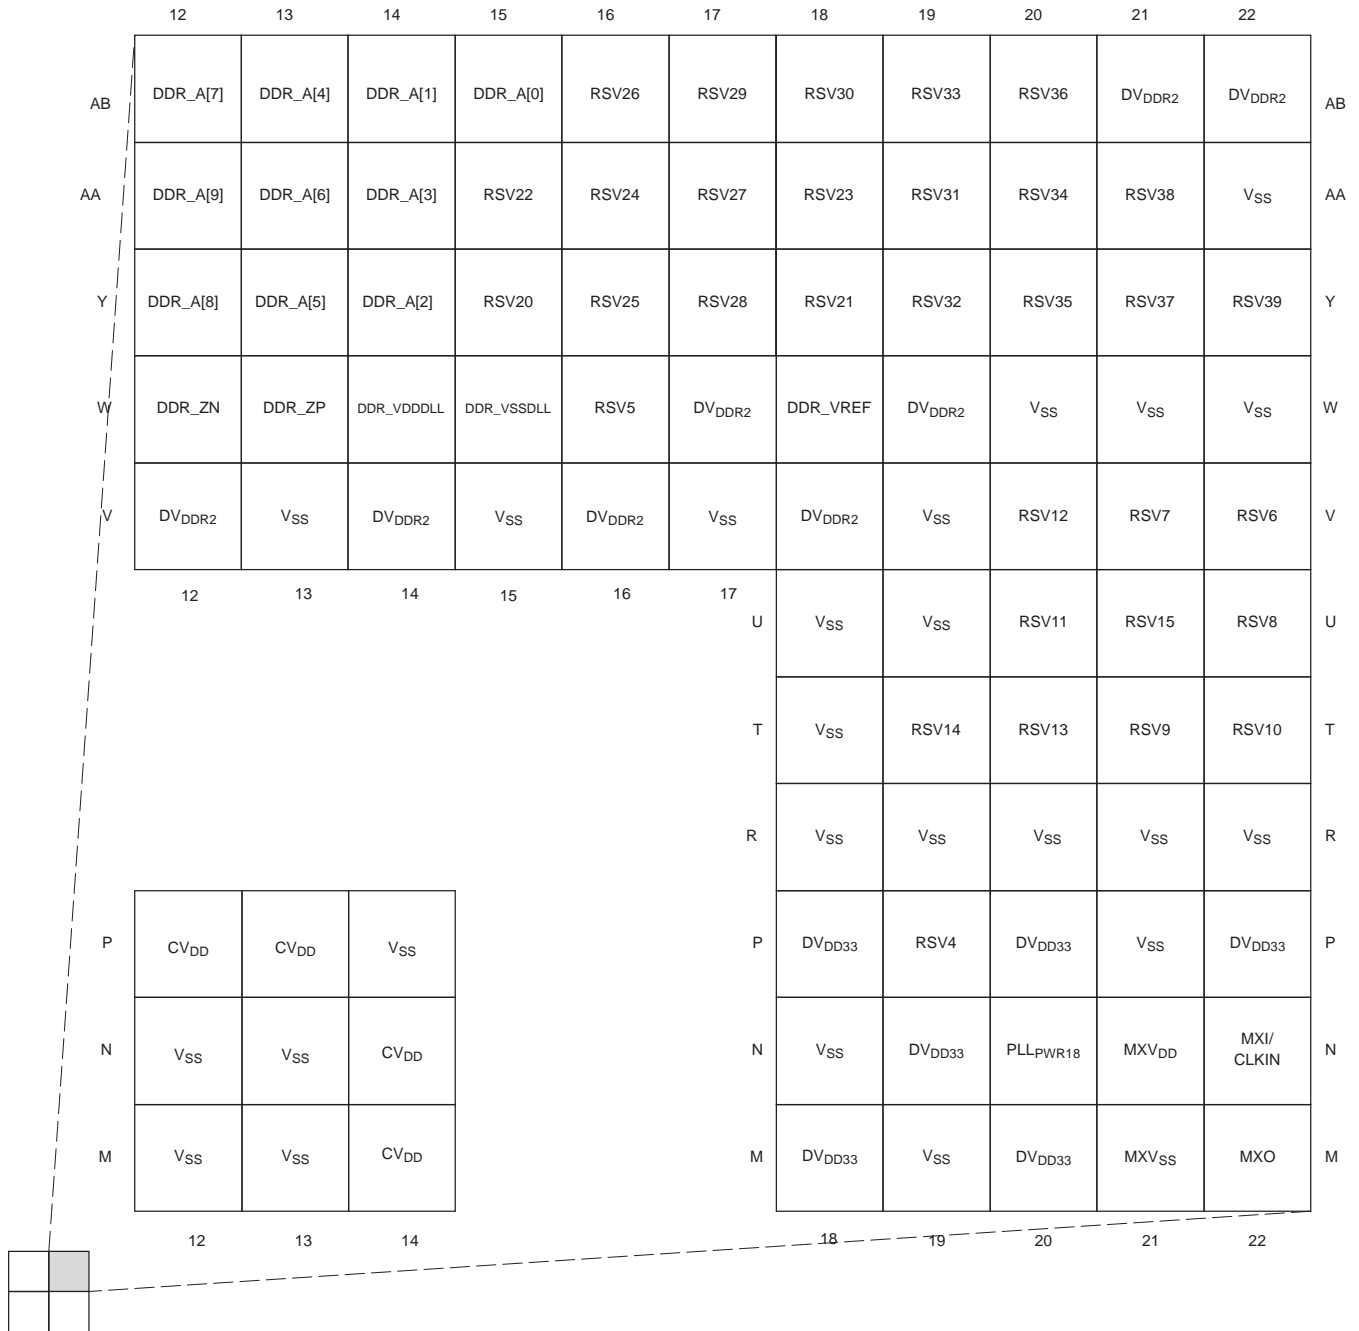 12 13 14 15 16 17 18 19 20 21 22
AB DDR_A[7] DDR_A[4] DDR_A[1] DDR_A[0] RSV26 RSV29 RSV30 RSV33 RSV36 DVDDR2 DVDDR2 AB
AA DDR_A[9] DDR_A[6] DDR_A[3] RSV22 RSV24 RSV27 RSV23 RSV31 RSV34 RSV38 VSS AA
Y DDR_A[8] DDR_A[5] DDR_A[2] RSV20 RSV25 RSV28 RSV21 RSV32 RSV35 RSV37 RSV39 Y
W DDR_ZN DDR_ZP DDR_VDDDLL DDR_VSSDLL RSV5 DVDDR2 DDR_VREF DVDDR2 VSS VSS VSS W
V DVDDR2 VSS DVDDR2 VSS DVDDR2 VSS DVDDR2 VSS RSV12 RSV7 RSV6 V
12 13 14 15 16 17
U VSS VSS RSV11 RSV15 RSV8 U
T VSS RSV14 RSV13 RSV9 RSV10 T
R VSS VSS VSS VSS VSS R
P CVDD CVDD VSS P DVDD33 RSV4 DVDD33 VSS DVDD33 P
N VSS VSS CVDD N VSS DVDD33 PLLPWR18 MXVDD MXI/
CLKIN N
M VSS VSS CVDD M DVDD33 VSS DVDD33 MXVSS MXO M
12 13 14 18 19 20 21 22